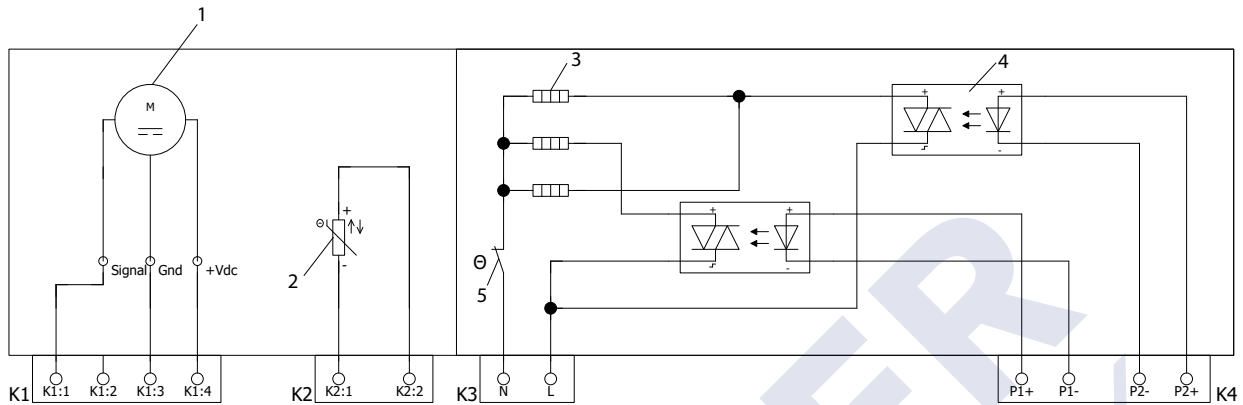 1
M
Signal Gnd +Vdc
K1 K1:1 K1:2 K1:3 K1:4
2
Θ + -
K2 K2:1 K2:2
3
4
+ + -
+ + -
Θ
5
K3 N L
P1+ P1- P2- P2+ K4